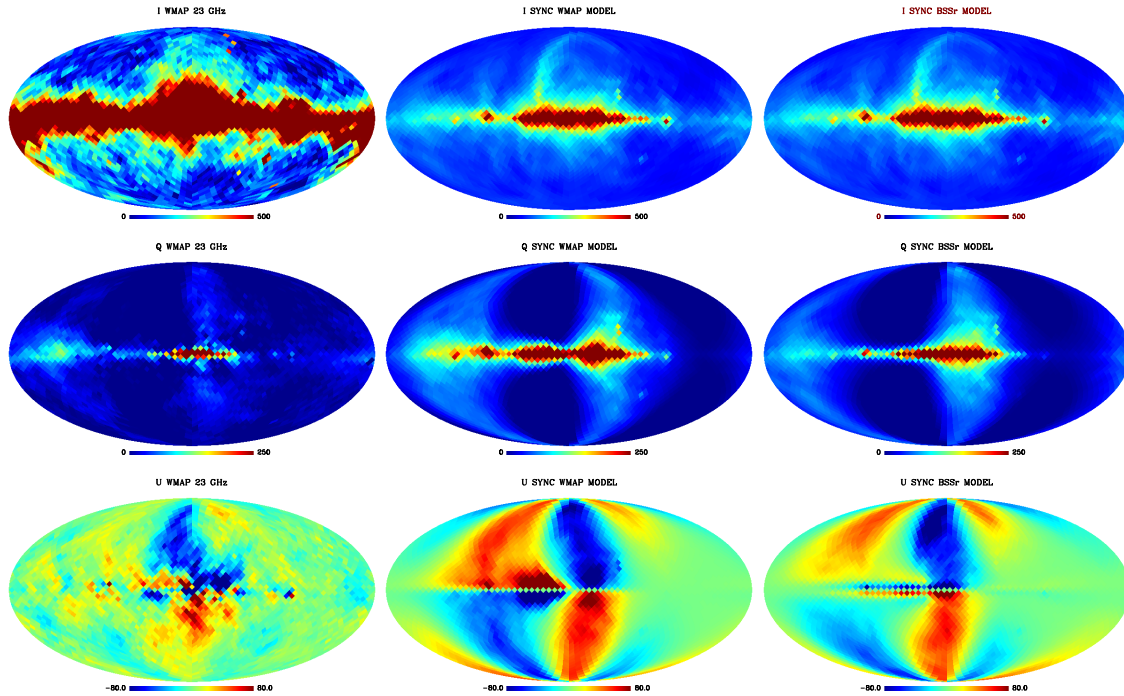 I WMAP 23 GHz
I SYNC WMAP MODEL
I SYNC BSSr MODEL
0 500
0 500
0 500
Q WMAP 23 GHz
Q SYNC WMAP MODEL
Q SYNC BSSr MODEL
0 250
0 250
0 250
U WMAP 23 GHz
U SYNC WMAP MODEL
U SYNC BSSr MODEL
-80.0 80.0
-80.0 80.0
-80.0 80.0